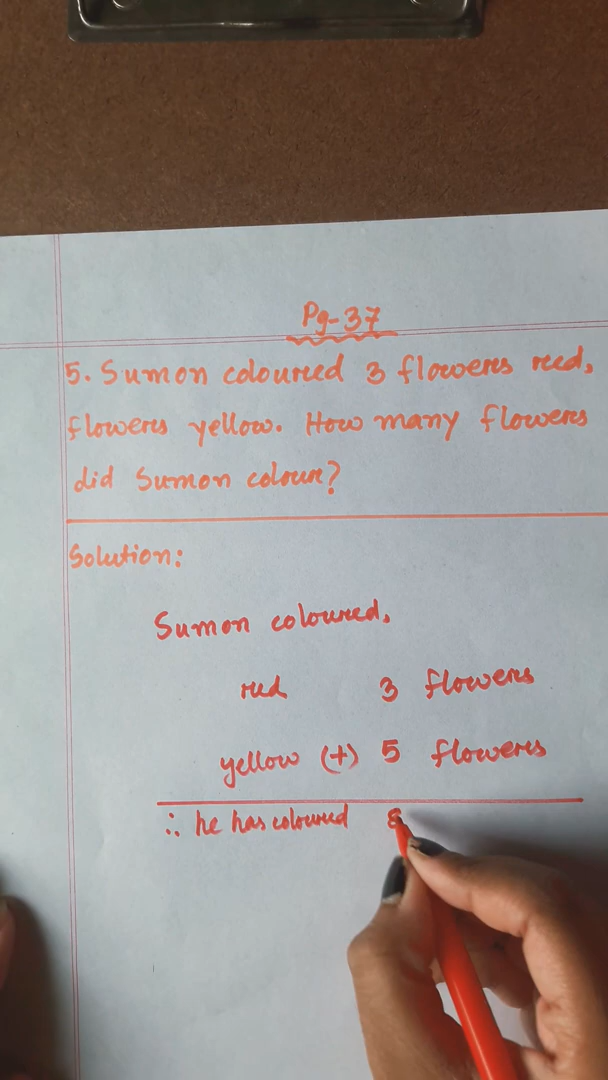 Pg-37
5. Sumon coloured 3 flowers red,
flowers yellow. How many flowers
did Sumon colour?
Solution:
Sumon coloured,
red 3 flowers
yellow (+) 5 flowers
∴ he has coloured 8